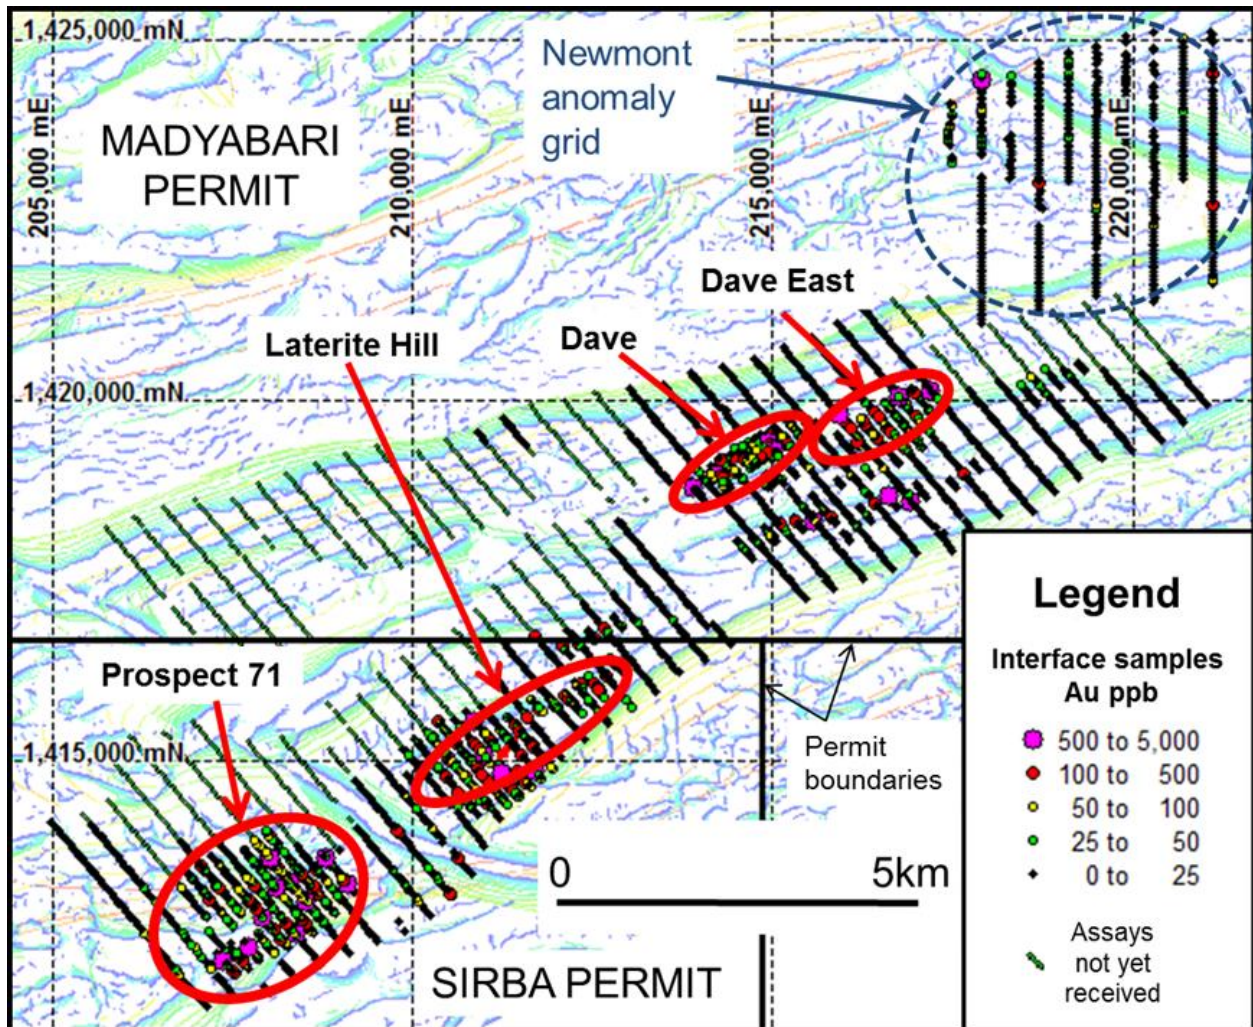 1,425,000 mN
Newmont
anomaly
grid
MADYABARI
PERMIT
205,000 mE
210,000 mE
215,000 mE
220,000 mE
Dave East
Laterite Hill
Dave
1,420,000 mN
Legend
Interface samples
Au ppb
500 to 5,000
100 to 500
50 to 100
25 to 50
0 to 25
Assays
not yet
received
Prospect 71
1,415,000 mN
Permit
boundaries
0 5km
SIRBA PERMIT